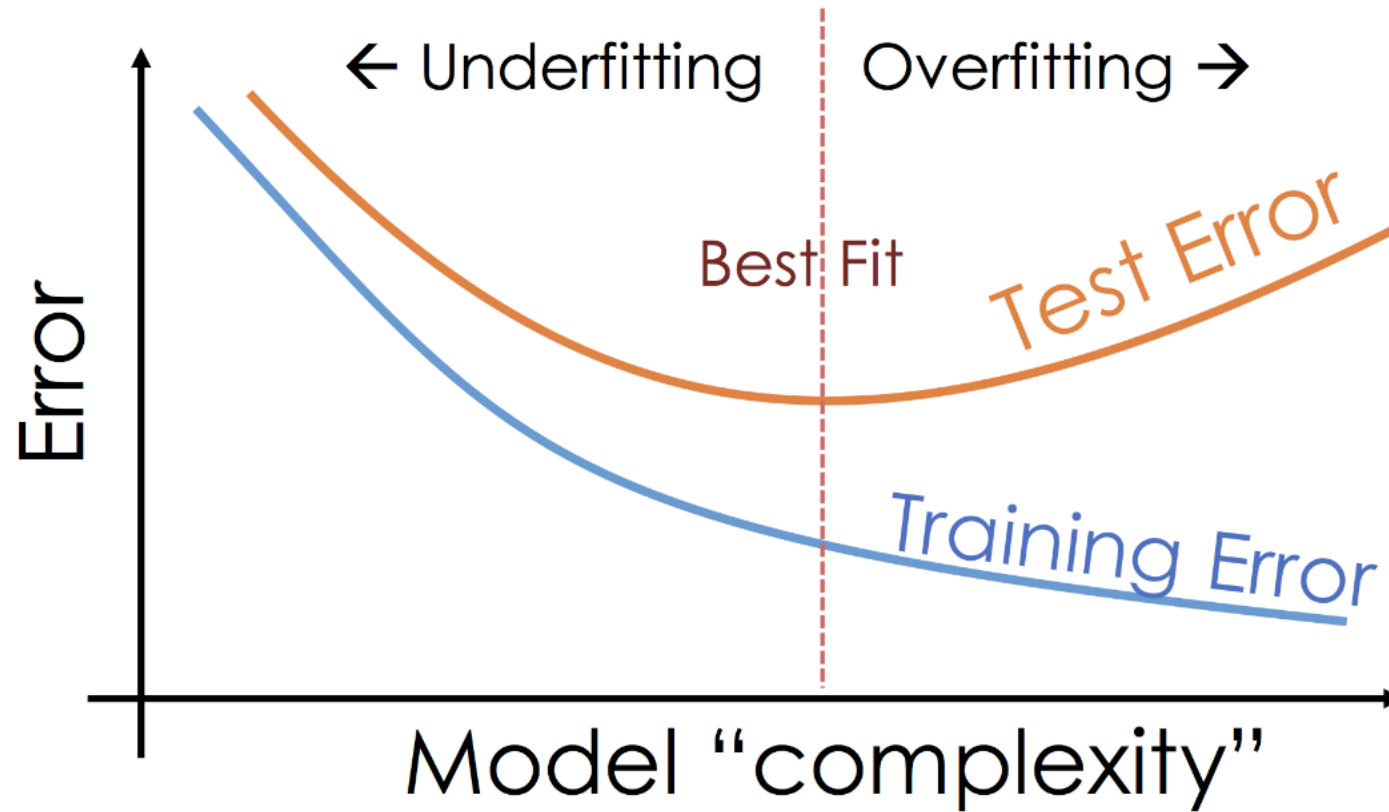 ← Underfitting
Overfitting →
Best Fit
Test Error
Error
Training Error
Model “complexity”